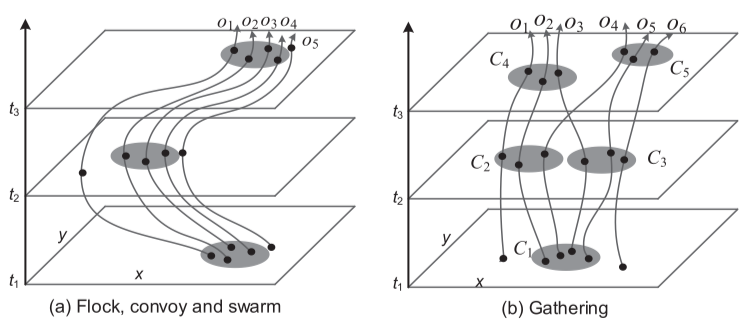 o1 o2 o3 o4
o5
t3
t2
y
x
t1
(a) Flock, convoy and swarm
o1 o2 o3 o4 o5 o6
C4
C5
t3
C2
C3
t2
y
C1
t1
x
(b) Gathering